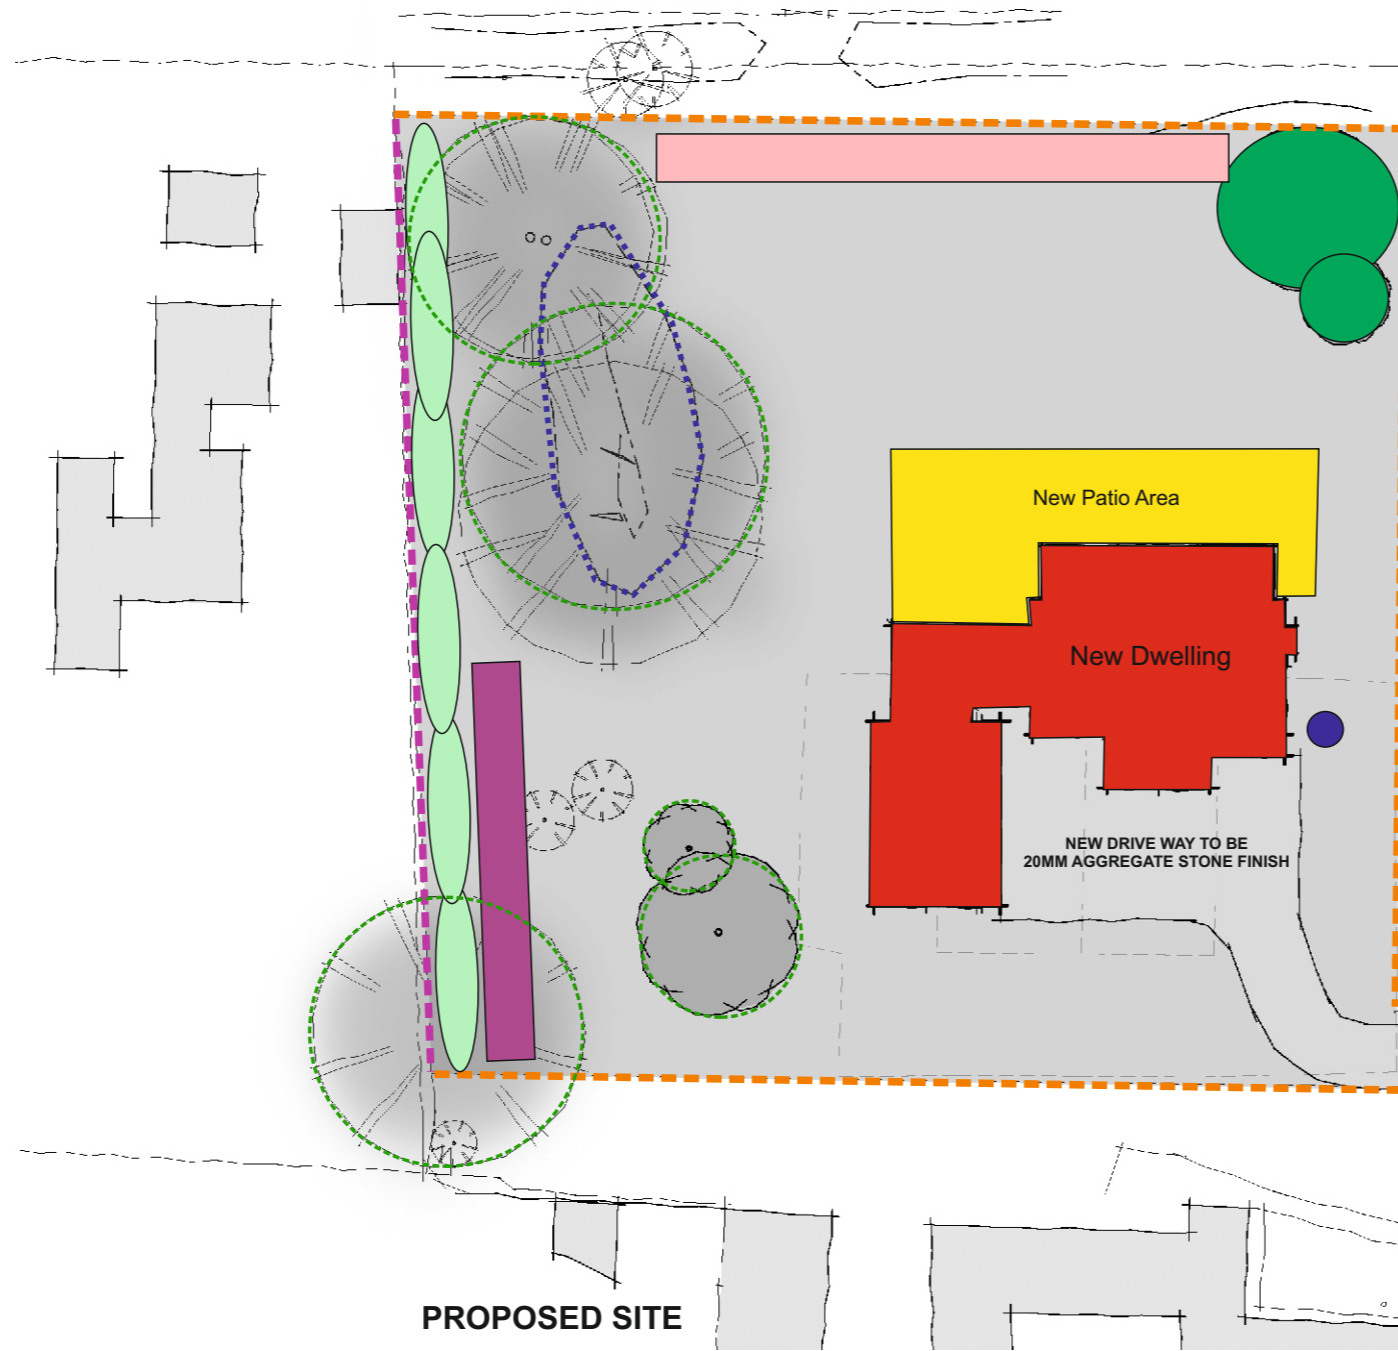 New Patio Area
New Dwelling
NEW DRIVE WAY TO BE
20MM AGGREGATE STONE FINISH
PROPOSED SITE